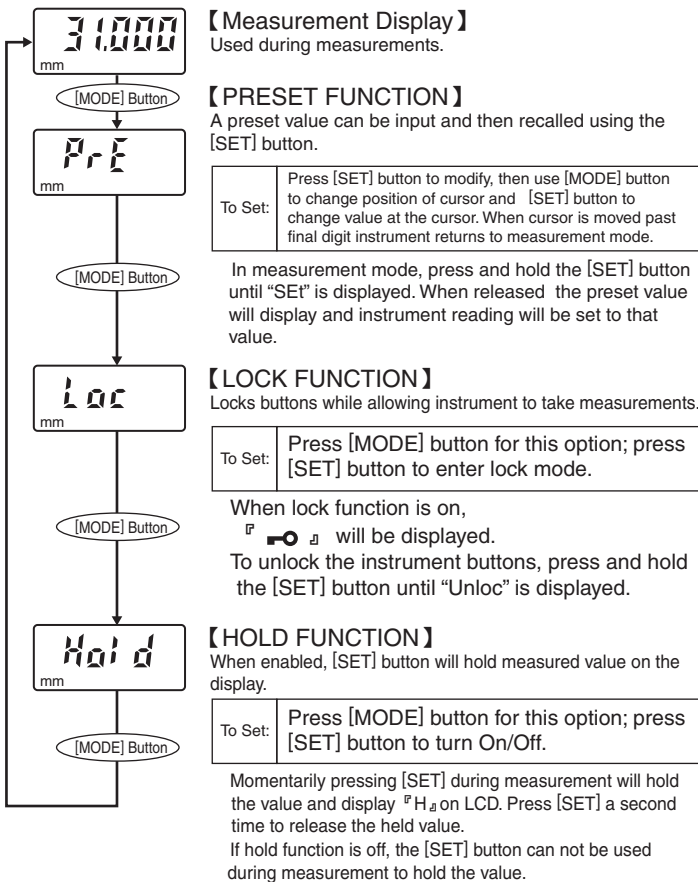 31.000
mm
【Measurement Display】
Used during measurements.
[MODE] Button
【PRESET FUNCTION】
A preset value can be input and then recalled using the
[SET] button.
PrE
mm
To Set:
Press [SET] button to modify, then use [MODE] button
to change position of cursor and [SET] button to
change value at the cursor. When cursor is moved past
final digit instrument returns to measurement mode.
[MODE] Button
In measurement mode, press and hold the [SET] button
until “SEt” is displayed. When released the preset value
will display and instrument reading will be set to that
value.
Loc
mm
【LOCK FUNCTION】
Locks buttons while allowing instrument to take measurements.
To Set:
Press [MODE] button for this option; press
[SET] button to enter lock mode.
[MODE] Button
When lock function is on,
『 』 will be displayed.
To unlock the instrument buttons, press and hold
the [SET] button until “Unloc” is displayed.
Hold
mm
【HOLD FUNCTION】
When enabled, [SET] button will hold measured value on the
display.
To Set:
Press [MODE] button for this option; press
[SET] button to turn On/Off.
[MODE] Button
Momentarily pressing [SET] during measurement will hold
the value and display 『H』on LCD. Press [SET] a second
time to release the held value.
If hold function is off, the [SET] button can not be used
during measurement to hold the value.